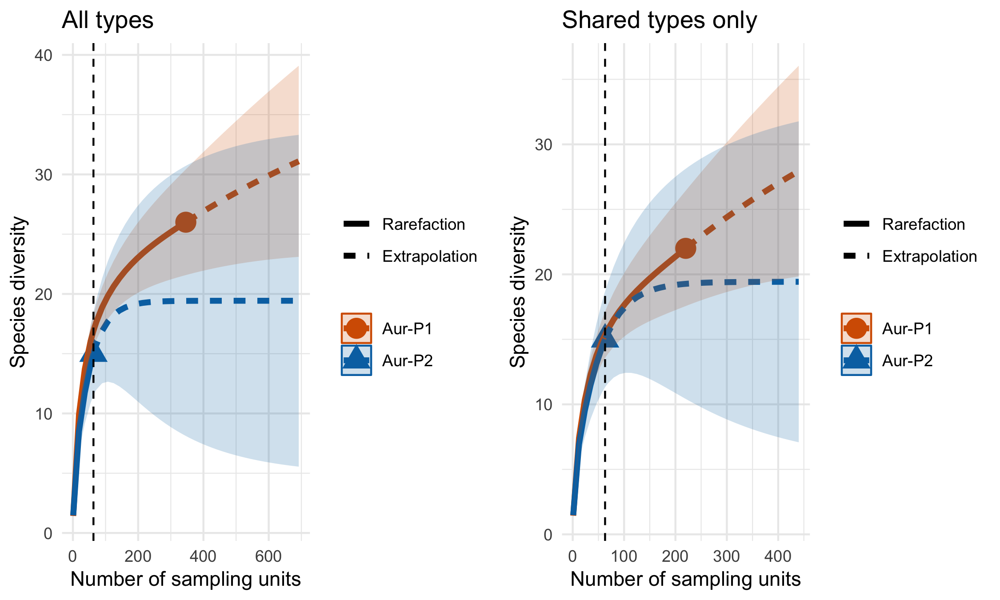 All types
Species diversity
40
30
20
10
0
0 200 400 600
Number of sampling units
Rarefaction
Extrapolation
Aur-P1
Aur-P2
Shared types only
Species diversity
30
20
10
0
0 100 200 300 400
Number of sampling units
Rarefaction
Extrapolation
Aur-P1
Aur-P2